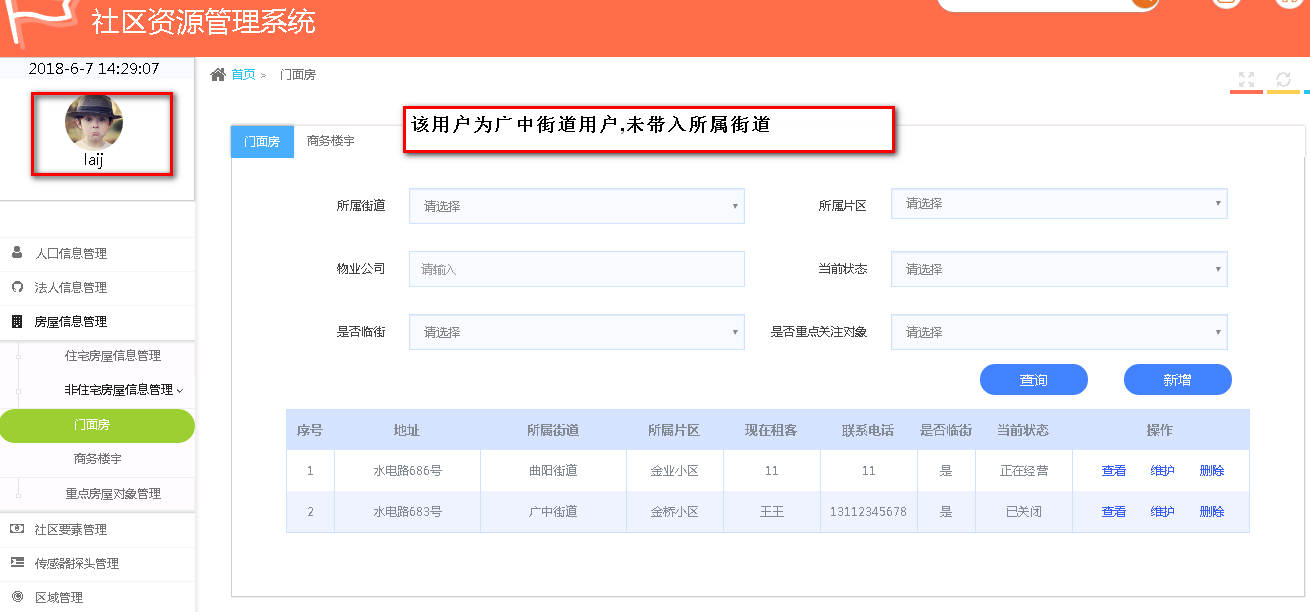 社区资源管理系统
2018-6-7 14:29:07
laij
首页 > 门面房
该用户为广中街道用户,未带入所属街道
门面房 商务楼宇
所属街道 请选择 所属片区 请选择
物业公司 请输入 当前状态 请选择
是否临街 请选择 是否重点关注对象 请选择
查询 新增
人口信息管理
法人信息管理
房屋信息管理
住宅房屋信息管理
非住宅房屋信息管理
门面房
商务楼宇
重点房屋对象管理
社区要素管理
传感器探头管理
区域管理
序号 地址 所属街道 所属片区 现在租客 联系电话 是否临街 当前状态 操作
1 水电路686号 曲阳街道 金业小区 11 11 是 正在经营 查看 维护 删除
2 水电路683号 广中街道 金桥小区 王王 13112345678 是 已关闭 查看 维护 删除